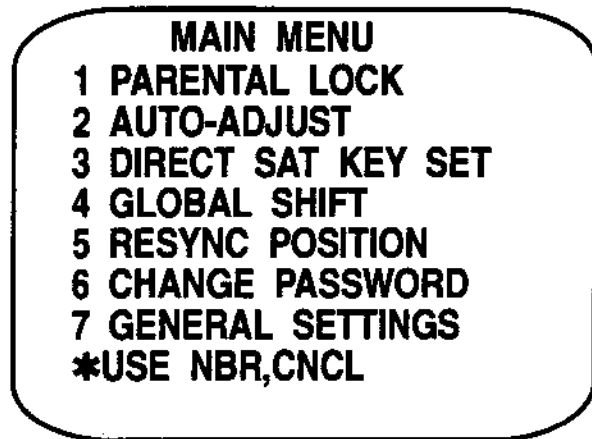 MAIN MENU
1 PARENTAL LOCK
2 AUTO-ADJUST
3 DIRECT SAT KEY SET
4 GLOBAL SHIFT
5 RESYNC POSITION
6 CHANGE PASSWORD
7 GENERAL SETTINGS
✱USE NBR,CNCL